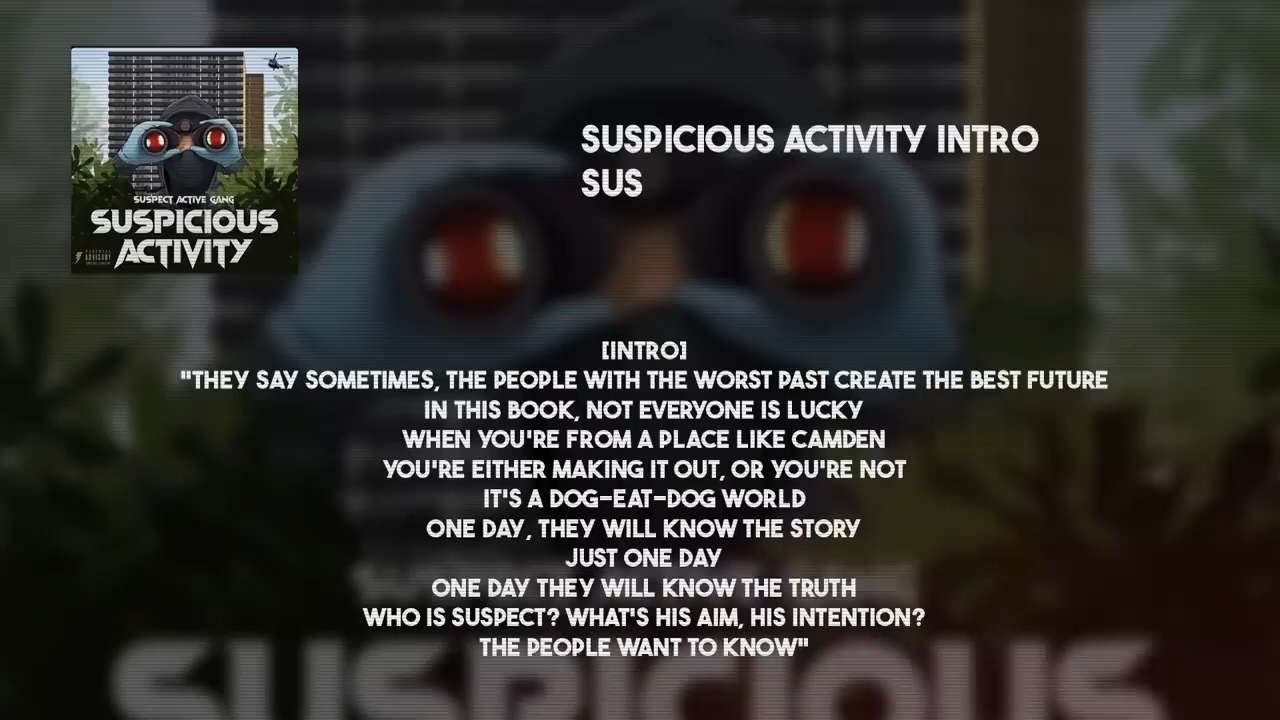 SUSPECT ACTIVE GANG
SUSPICIOUS
ACTIVITY
SUSPICIOUS ACTIVITY INTRO
SUS
[INTRO]
"THEY SAY SOMETIMES, THE PEOPLE WITH THE WORST PAST CREATE THE BEST FUTURE
IN THIS BOOK, NOT EVERYONE IS LUCKY
WHEN YOU'RE FROM A PLACE LIKE CAMDEN
YOU'RE EITHER MAKING IT OUT, OR YOU'RE NOT
IT'S A DOG-EAT-DOG WORLD
ONE DAY, THEY WILL KNOW THE STORY
JUST ONE DAY
ONE DAY THEY WILL KNOW THE TRUTH
WHO IS SUSPECT? WHAT'S HIS AIM, HIS INTENTION?
THE PEOPLE WANT TO KNOW"
SUSPICIOUS